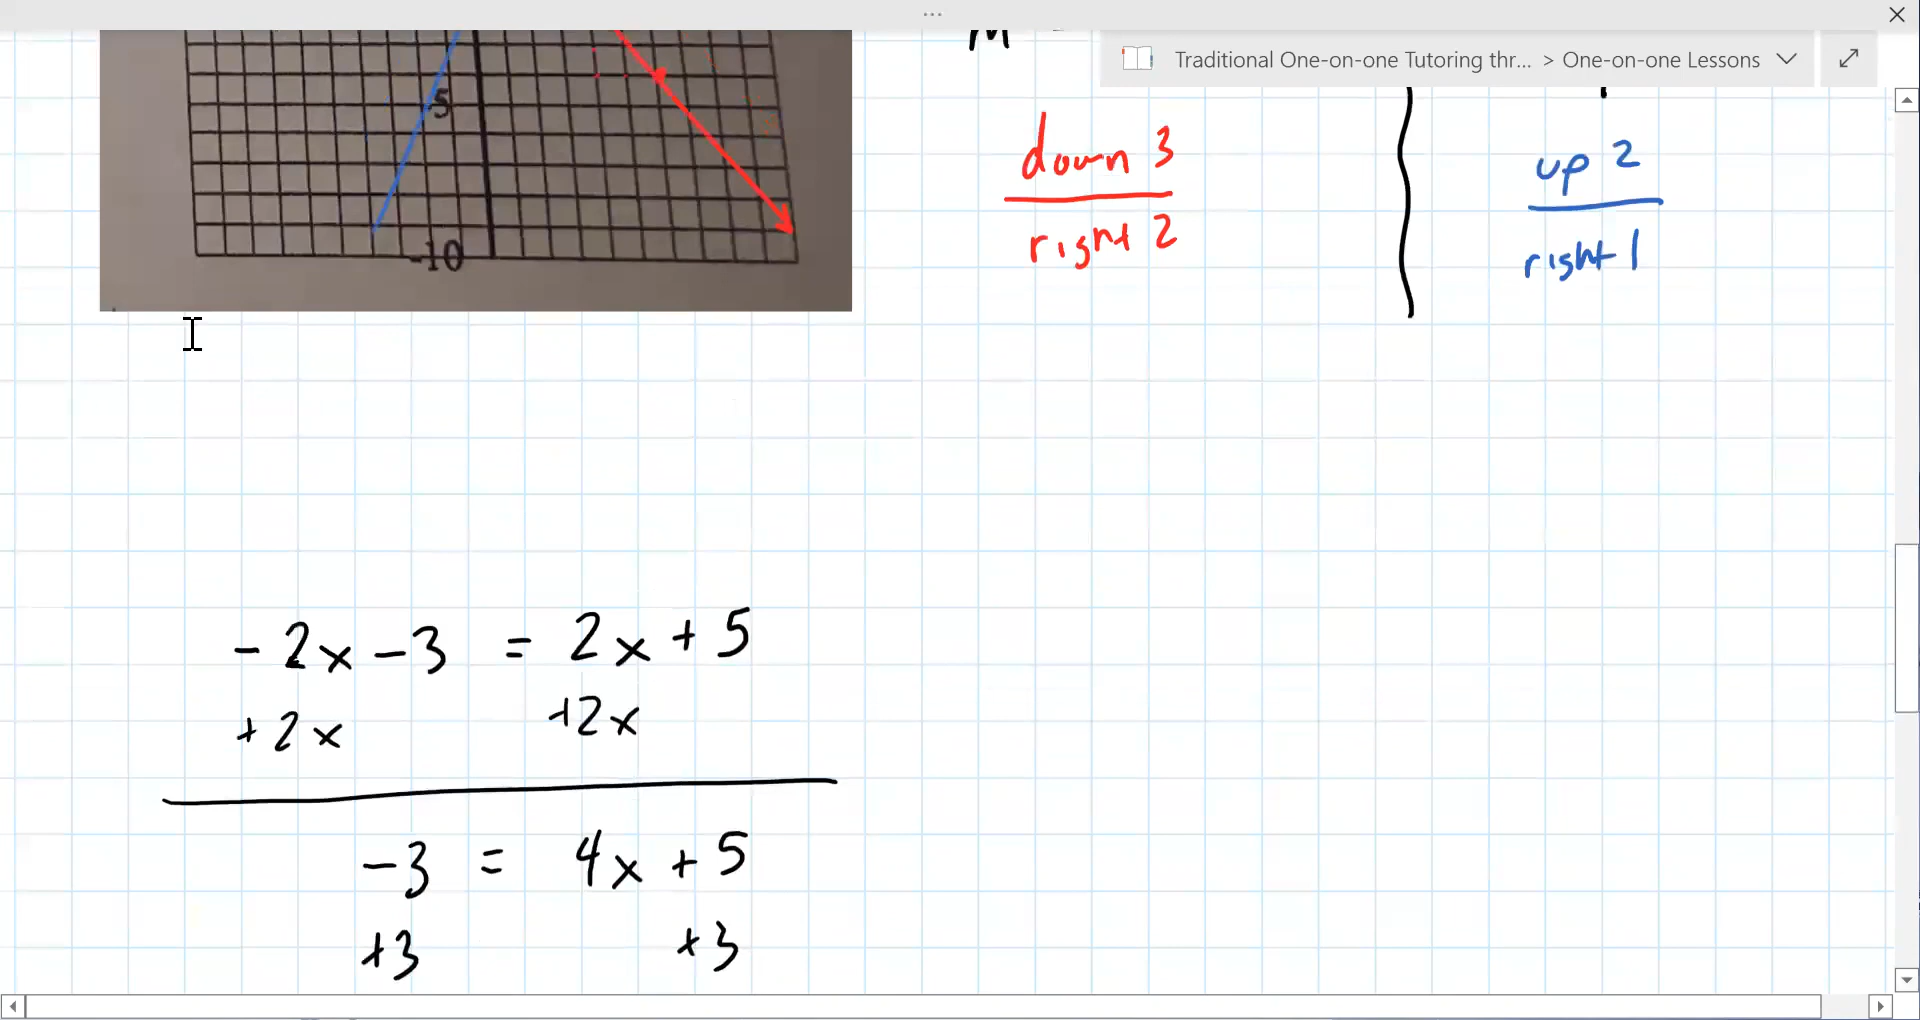 ...
Traditional One-on-one Tutoring thr... > One-on-one Lessons
M
5
-10
down 3
right 2
up 2
right 1
-2x -3 = 2x + 5
+2x +2x
-3 = 4x + 5
+3 +3